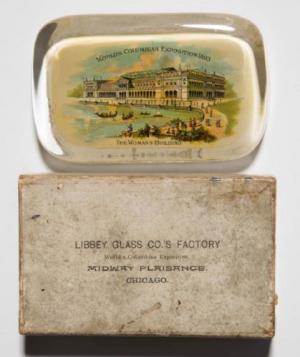 WORLD'S COLUMBIAN EXPOSITION 1893
THE WOMAN'S BUILDING
LIBBEY GLASS CO.'S FACTORY
World's Columbian Exposition
MIDWAY PLAISANCE,
CHICAGO.